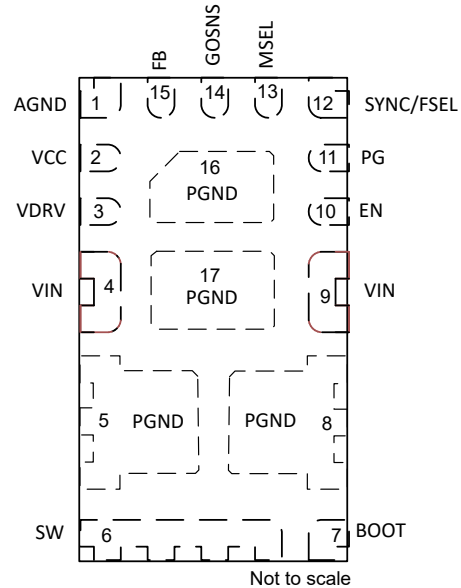 FB
GOSNS
MSEL
AGND 1 15 14 13 12 SYNC/FSEL
VCC 2 11 PG
16
PGND
VDRV 3 10 EN
17
PGND
VIN 4 9 VIN
5 PGND PGND 8
SW 6 7 BOOT
Not to scale